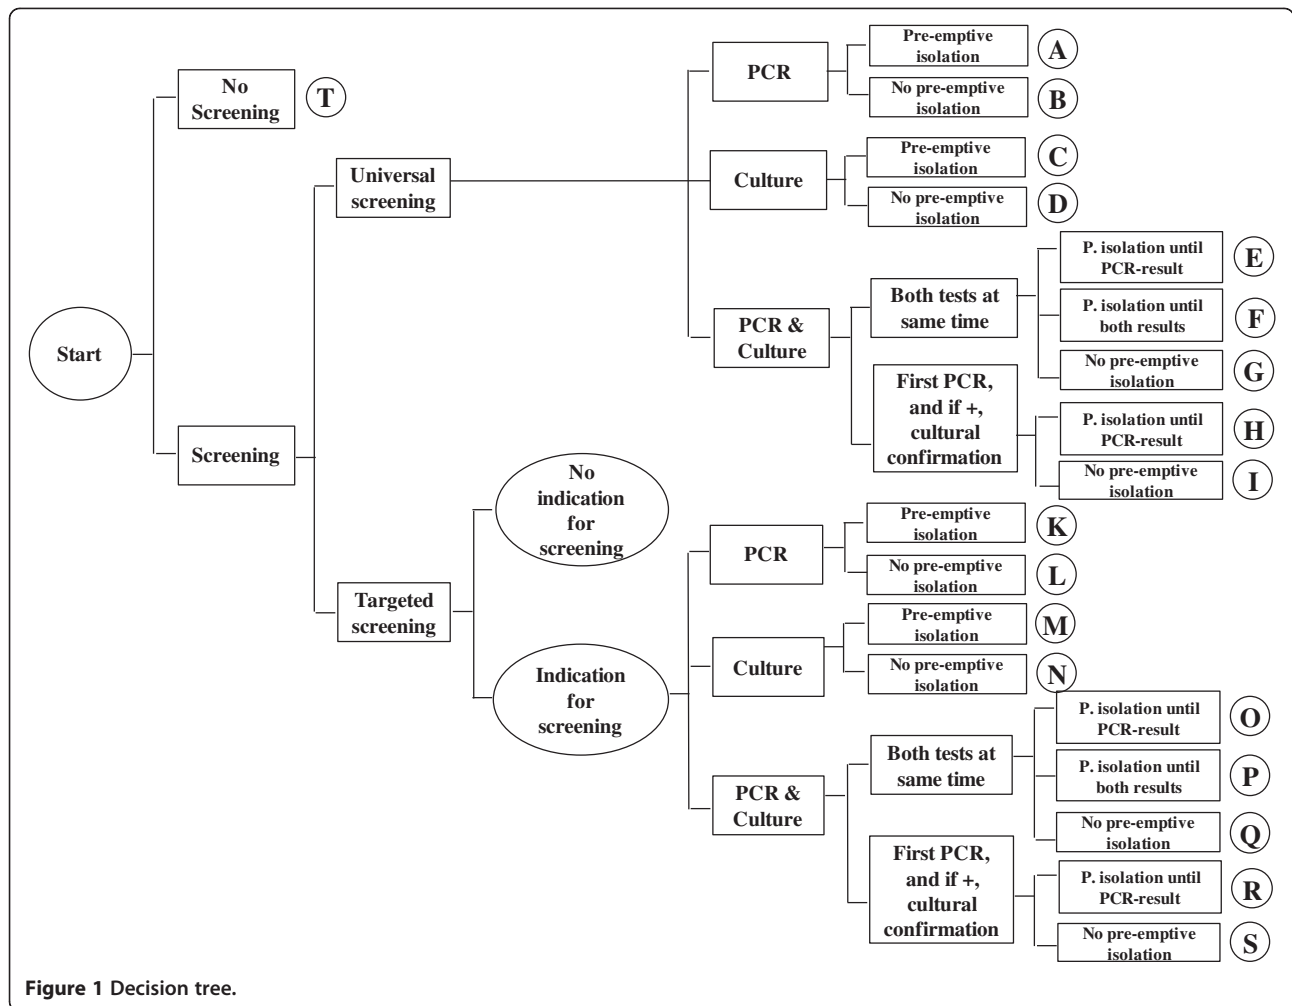 Start
No
Screening
T
Screening
Universal
screening
PCR
Pre-emptive
isolation
A
No pre-emptive
isolation
B
Culture
Pre-emptive
isolation
C
No pre-emptive
isolation
D
PCR &
Culture
Both tests at
same time
P. isolation until
PCR-result
E
P. isolation until
both results
F
No pre-emptive
isolation
G
First PCR,
and if +,
cultural
confirmation
P. isolation until
PCR-result
H
No pre-emptive
isolation
I
Targeted
screening
No
indication
for
screening
Indication
for
screening
PCR
Pre-emptive
isolation
K
No pre-emptive
isolation
L
Culture
Pre-emptive
isolation
M
No pre-emptive
isolation
N
PCR &
Culture
Both tests at
same time
P. isolation until
PCR-result
O
P. isolation until
both results
P
No pre-emptive
isolation
Q
First PCR,
and if +,
cultural
confirmation
P. isolation until
PCR-result
R
No pre-emptive
isolation
S
Figure 1 Decision tree.